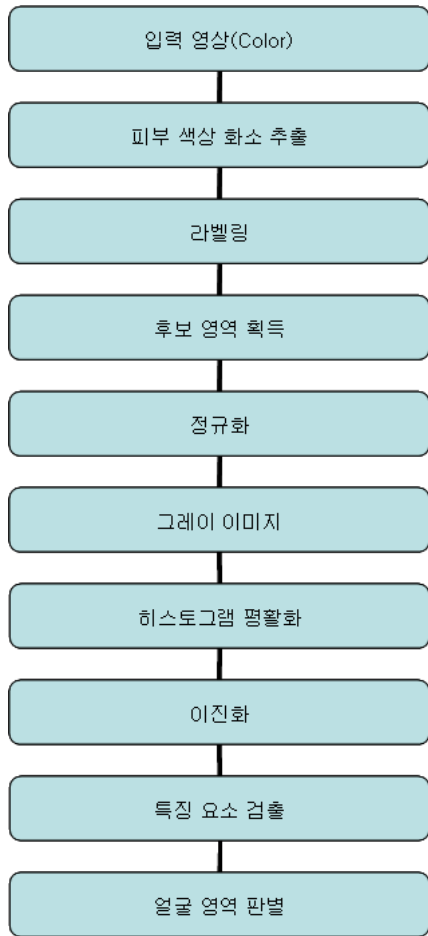 입력 영상(Color)
피부 색상 화소 추출
라벨링
후보 영역 획득
정규화
그레이 이미지
히스토그램 평활화
이진화
특징 요소 검출
얼굴 영역 판별